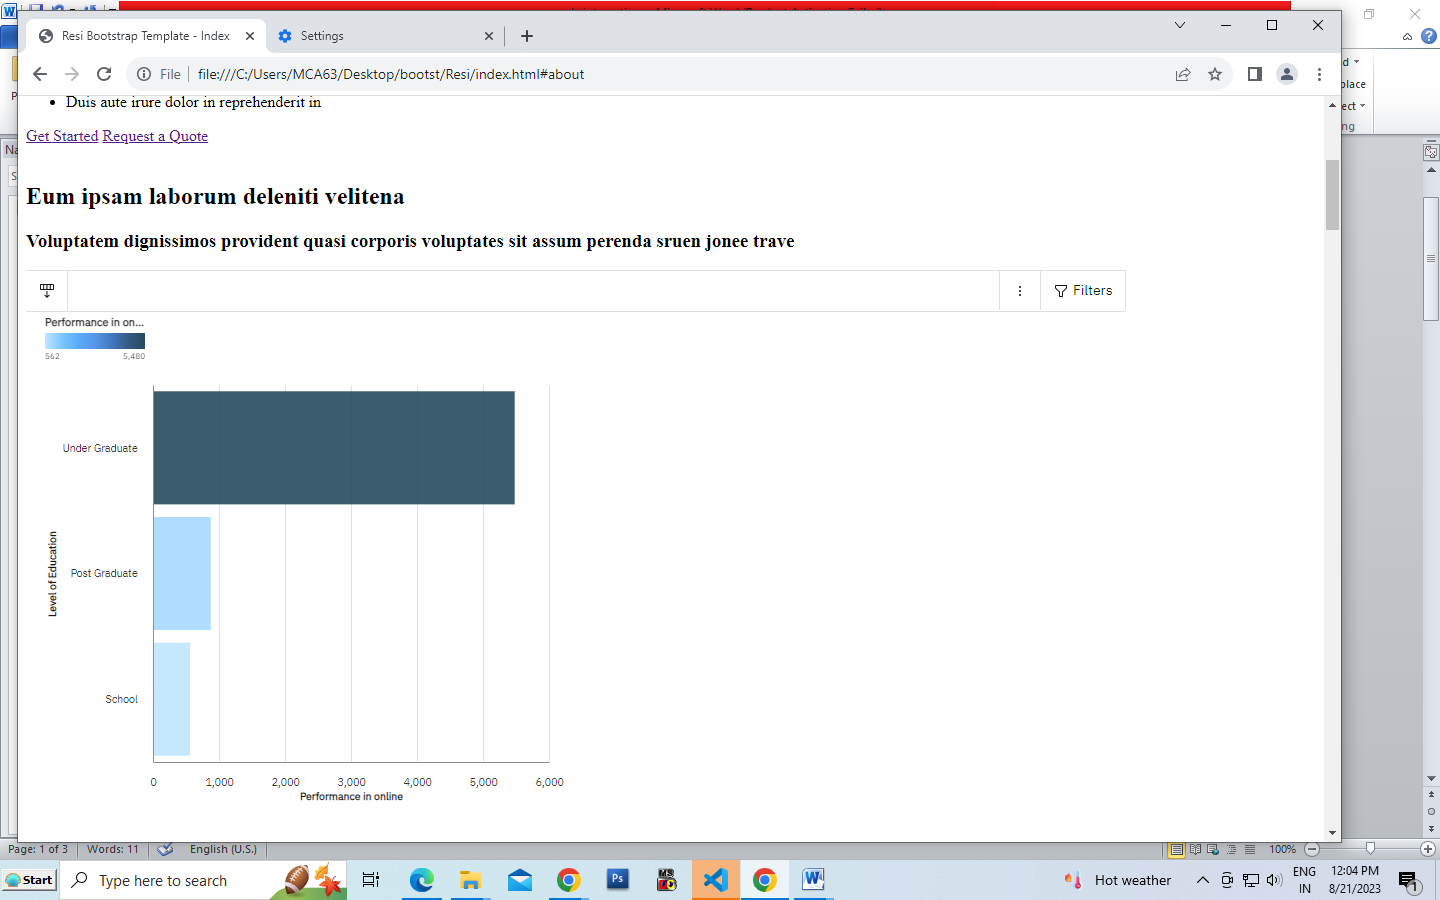 Resi Bootstrap Template - Index
Settings
File
file:///C:/Users/MCA63/Desktop/bootst/Resi/index.html#about
Duis aute irure dolor in reprehenderit in
Get Started Request a Quote
Eum ipsam laborum deleniti velitena
Voluptatem dignissimos provident quasi corporis voluptates sit assum perenda sruen jonee trave
Filters
Performance in on...
562 5,480
Under Graduate
Post Graduate
School
Level of Education
0 1,000 2,000 3,000 4,000 5,000 6,000
Performance in online
Page: 1 of 3 Words: 11 English (U.S.) 100%
Start
Type here to search
Ps
Hot weather
ENG
IN
12:04 PM
8/21/2023
1